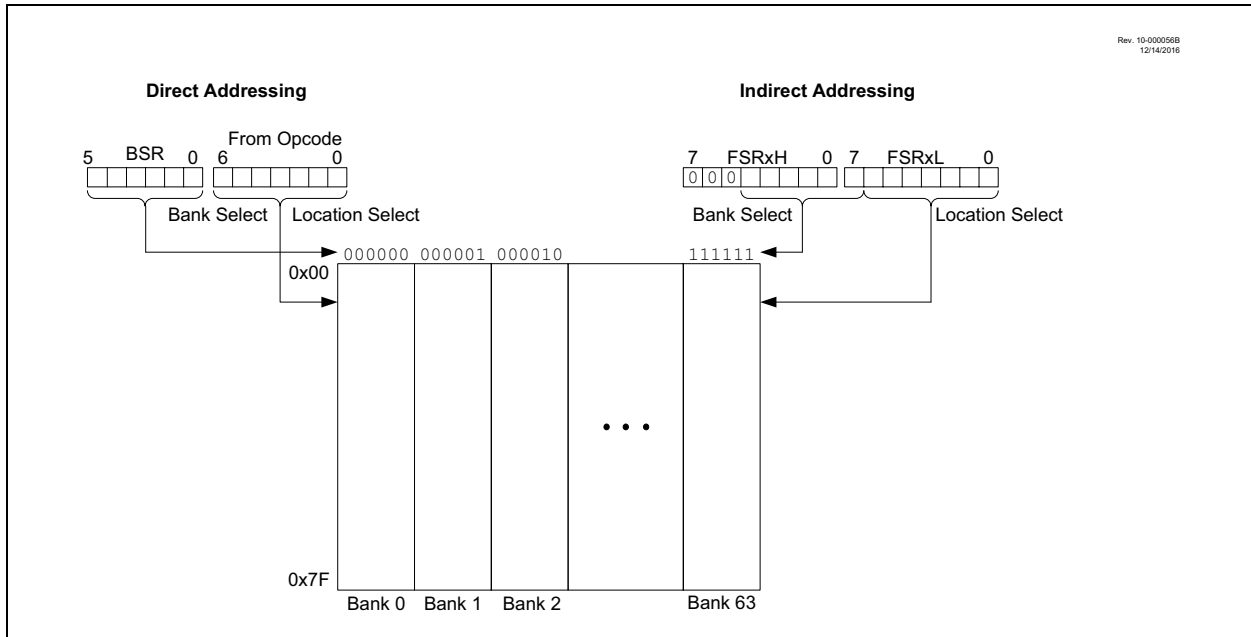 Rev. 10-000056B
12/14/2016
Direct Addressing
Indirect Addressing
From Opcode
5 BSR 0 6 0
7 FSRxH 0 7 FSRxL 0
0 0 0
Bank Select Location Select
Bank Select Location Select
000000 000001 000010 111111
0x00
0x7F
Bank 0 Bank 1 Bank 2 Bank 63